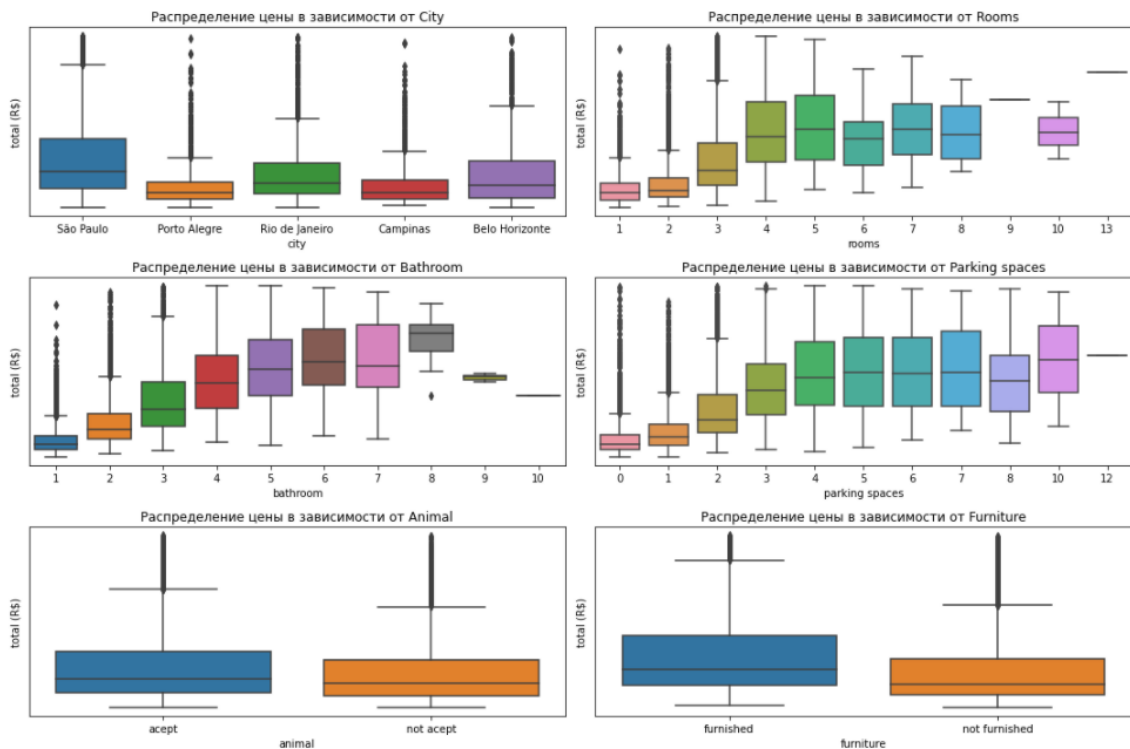 Распределение цены в зависимости от City
total (R$)
São Paulo Porto Alegre Rio de Janeiro Campinas Belo Horizonte
city
Распределение цены в зависимости от Rooms
total (R$)
1 2 3 4 5 6 7 8 9 10 13
rooms
Распределение цены в зависимости от Bathroom
total (R$)
1 2 3 4 5 6 7 8 9 10
bathroom
Распределение цены в зависимости от Parking spaces
total (R$)
0 1 2 3 4 5 6 7 8 10 12
parking spaces
Распределение цены в зависимости от Animal
total (R$)
acept not acept
animal
Распределение цены в зависимости от Furniture
total (R$)
furnished not furnished
furniture